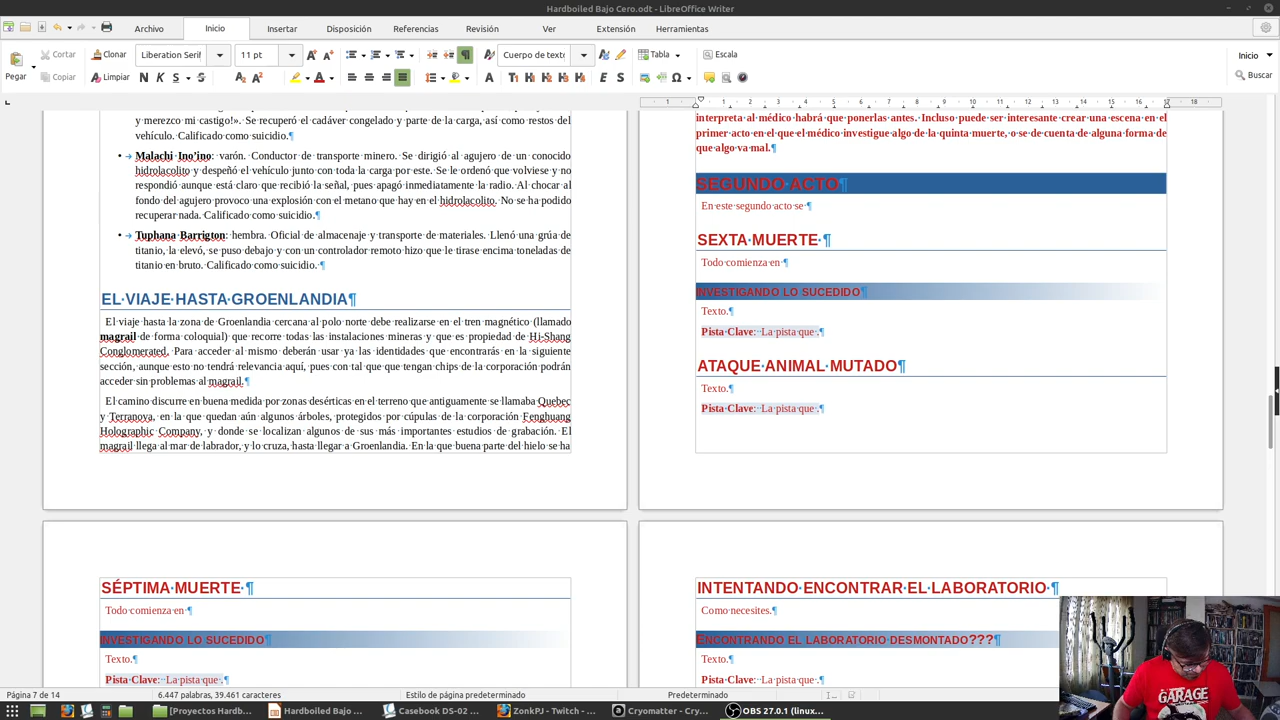 Hardboiled Bajo Cero.odt - LibreOffice Writer
Archivo Inicio Insertar Disposición Referencias Revisión Ver Extensión Herramientas
Pegar Cortar Clonar Liberation Serif 11 pt Cuerpo de texto Tabla Escala Inicio
Copiar Limpiar Buscar
y merezco mi castigo!». Se recuperó el cadáver congelado y parte de la carga, así como restos del
vehículo. Calificado como suicidio.¶
• Malachi Ino'ino: varón. Conductor de transporte minero. Se dirigió al agujero de un conocido
hidrolacolito y despeñó el vehículo junto con toda la carga por este. Se le ordenó que volviese y no
respondió aunque está claro que recibió la señal, pues apagó inmediatamente la radio. Al chocar al
fondo del agujero provoco una explosión con el metano que hay en el hidrolacolito. No se ha podido
recuperar nada. Calificado como suicidio.¶
• Tuphana Barrigton: hembra. Oficial de almacenaje y transporte de materiales. Llenó una grúa de
titanio, la elevó, se puso debajo y con un controlador remoto hizo que le tirase encima toneladas de
titanio en bruto. Calificado como suicidio. ¶
EL VIAJE HASTA GROENLANDIA¶
El viaje hasta la zona de Groenlandia cercana al polo norte debe realizarse en el tren magnético (llamado
magrail de forma coloquial) que recorre todas las instalaciones mineras y que es propiedad de Hi-Shang
Conglomerated. Para acceder al mismo deberán usar ya las identidades que encontrarás en la siguiente
sección, aunque esto no tendrá relevancia aquí, pues con tal que que tengan chips de la corporación podrán
acceder sin problemas al magrail.¶
El camino discurre en buena medida por zonas desérticas en el terreno que antiguamente se llamaba Quebec
y Tetranova, en la que quedan aún algunos árboles, protegidos por cúpulas de la corporación Fenghuang
Holographic Company, y donde se localizan algunos de sus más importantes estudios de grabación. El
magrail llega al mar de labrador, y lo cruza, hasta llegar a Groenlandia. En la que buena parte del hielo se ha
interpreta al médico habrá que ponerlas antes. Incluso puede ser interesante crear una escena en el
primer acto en el que el médico investigue algo de la quinta muerte, o se de cuenta de alguna forma de
que algo va mal.¶
SEGUNDO ACTO¶
En este segundo acto se ¶
SEXTA MUERTE ¶
Todo comienza en ¶
INVESTIGANDO LO SUCEDIDO¶
Texto.¶
Pista Clave: La pista que .¶
ATAQUE ANIMAL MUTADO¶
Texto.¶
Pista Clave: La pista que .¶
SÉPTIMA MUERTE ¶
Todo comienza en ¶
INVESTIGANDO LO SUCEDIDO¶
Texto.¶
Pista Clave: La pista que .¶
INTENTANDO ENCONTRAR EL LABORATORIO ¶
Como necesites.¶
ENCONTRANDO EL LABORATORIO DESMONTADO???¶
Texto.¶
Pista Clave: La pista que .¶
GARAGE
Página 7 de 14 6.447 palabras, 39.461 caracteres Estilo de página predeterminado Predeterminado
[Proyectos Hardb... Hardboiled Bajo ... Casebook DS-02 ... ZonkPJ - Twitch - ... Cryomatter - Cryp... OBS 27.0.1 (linux...